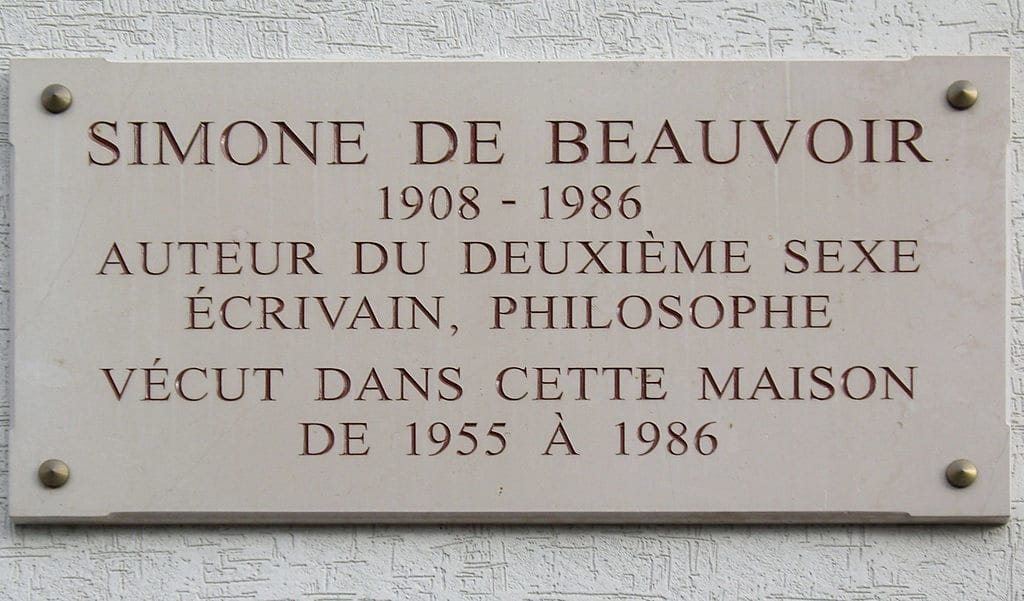 SIMONE DE BEAUVOIR
1908 - 1986
AUTEUR DU DEUXIÈME SEXE
ÉCRIVAIN, PHILOSOPHE
VÉCUT DANS CETTE MAISON
DE 1955 À 1986